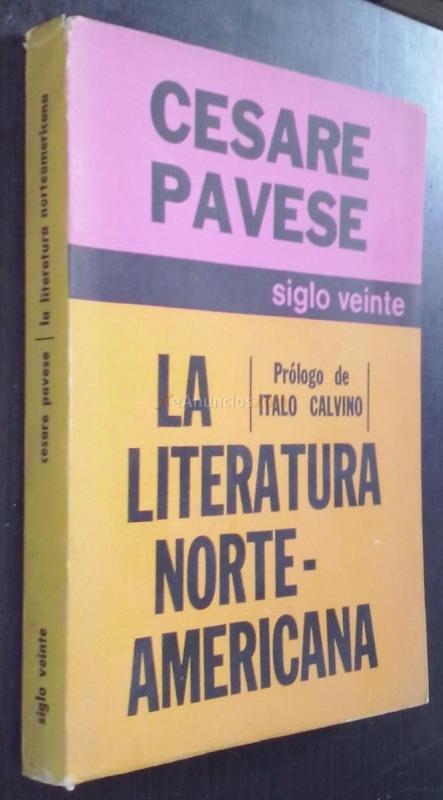 CESARE
PAVESE
siglo veinte
LA
Prólogo de
ITALO CALVINO
LITERATURA
NORTE-
AMERICANA
cesare pavese | la literatura norteamericana
siglo veinte
eAnuncios